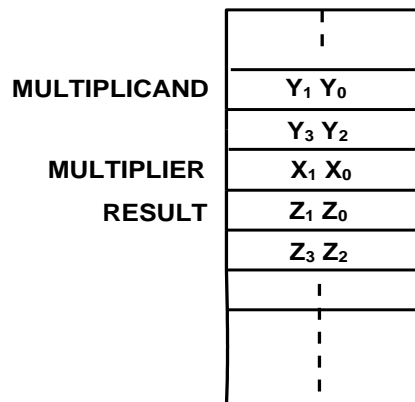 MULTIPLICAND Y₁ Y₀
Y₃ Y₂
MULTIPLIER X₁ X₀
RESULT Z₁ Z₀
Z₃ Z₂